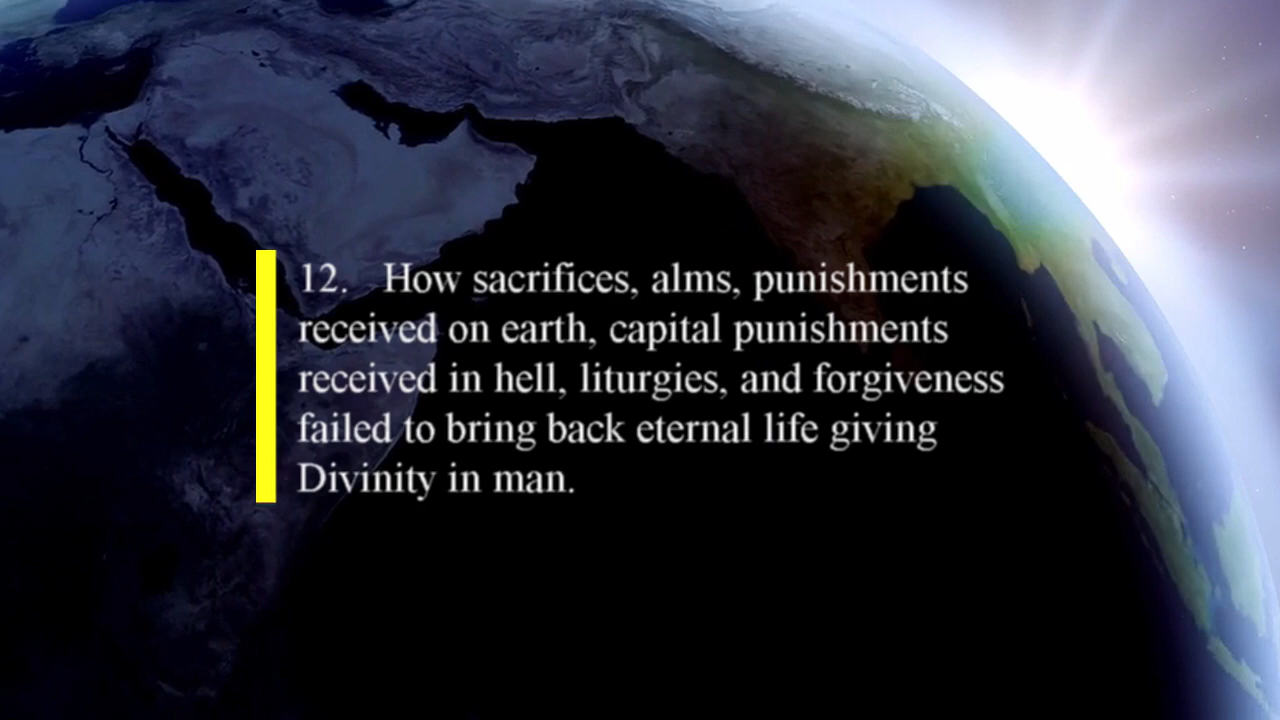 12. How sacrifices, alms, punishments
received on earth, capital punishments
received in hell, liturgies, and forgiveness
failed to bring back eternal life giving
Divinity in man.